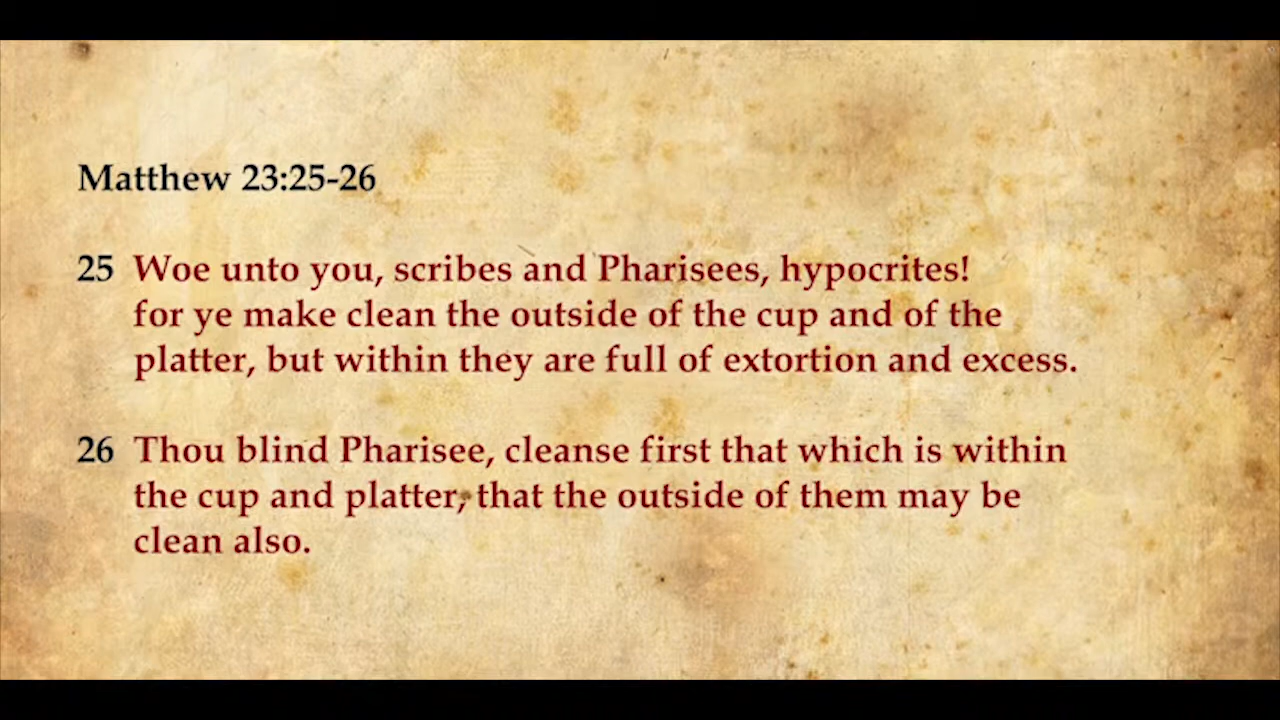 Matthew 23:25-26
25 Woe unto you, scribes and Pharisees, hypocrites!
for ye make clean the outside of the cup and of the
platter, but within they are full of extortion and excess.
26 Thou blind Pharisee, cleanse first that which is within
the cup and platter, that the outside of them may be
clean also.